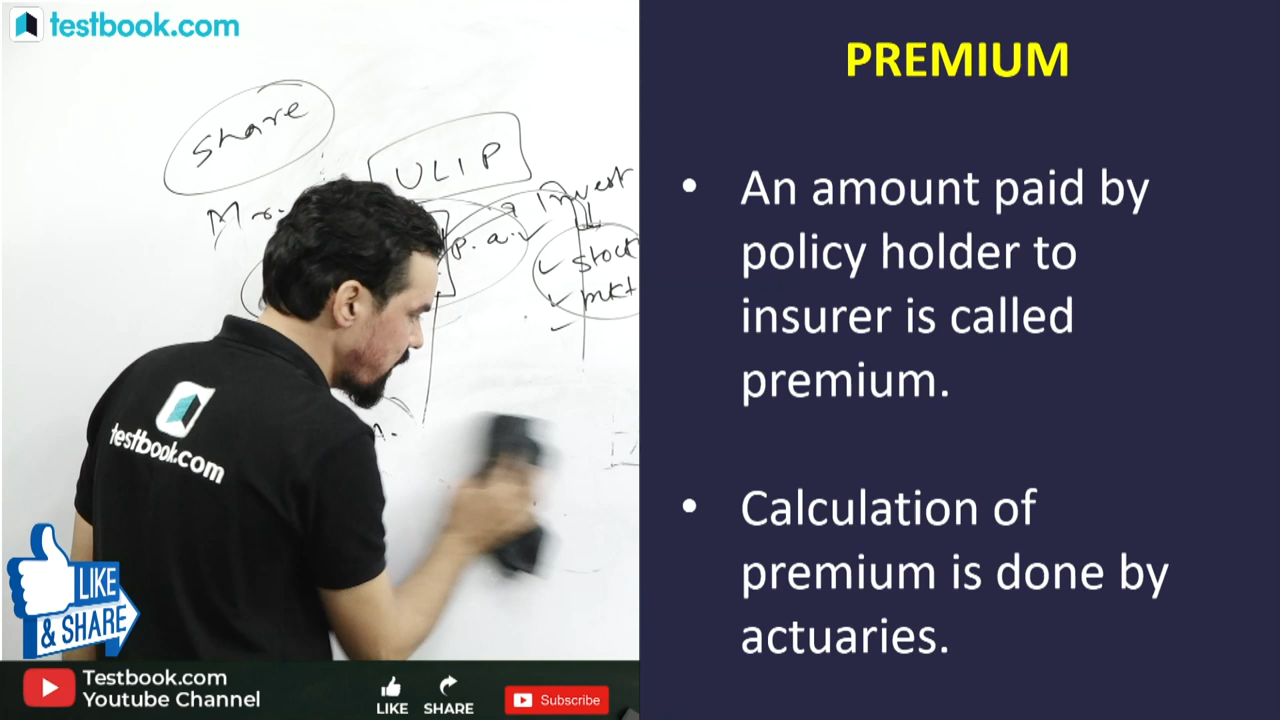 testbook.com
share
ULIP
Mr.
p.a.
Invest
stock
mkt
testbook.com
LIKE
& SHARE
Testbook.com
Youtube Channel
LIKE
SHARE
Subscribe
PREMIUM
• An amount paid by
policy holder to
insurer is called
premium.
• Calculation of
premium is done by
actuaries.